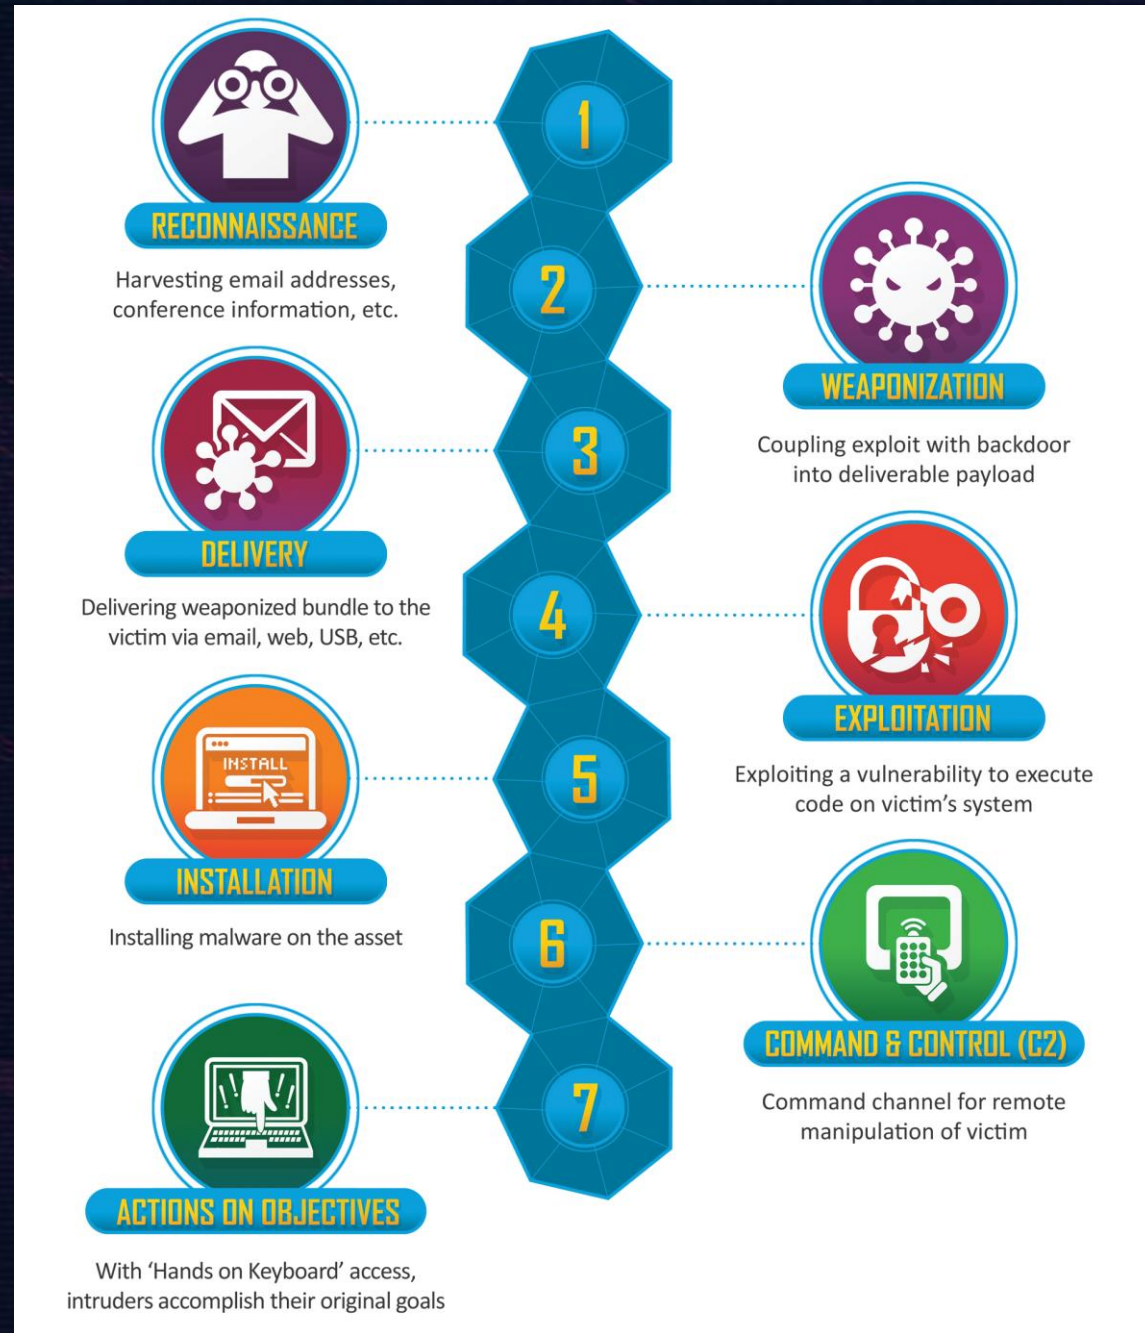 1
RECONNAISSANCE
Harvesting email addresses,
conference information, etc.
2
WEAPONIZATION
Coupling exploit with backdoor
into deliverable payload
3
DELIVERY
Delivering weaponized bundle to the
victim via email, web, USB, etc.
4
EXPLOITATION
Exploiting a vulnerability to execute
code on victim’s system
5
INSTALL
INSTALLATION
Installing malware on the asset
6
COMMAND & CONTROL (C2)
Command channel for remote
manipulation of victim
7
!! !!
ACTIONS ON OBJECTIVES
With ‘Hands on Keyboard’ access,
intruders accomplish their original goals